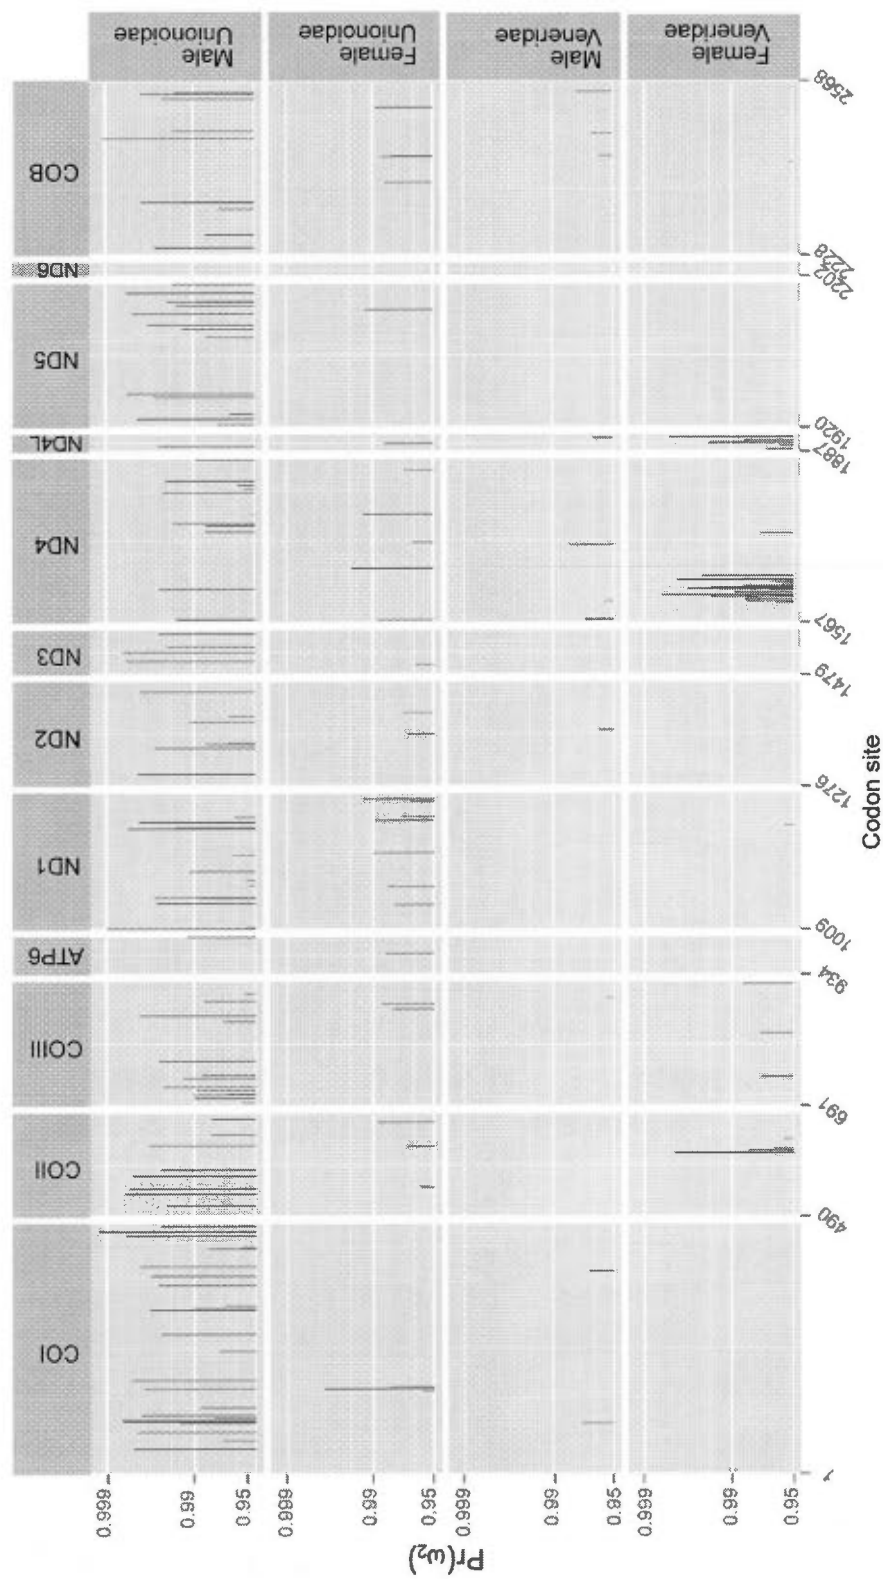 COI
COII
COIII
ATP6
ND1
ND2
ND3
ND4
ND4L
ND5
ND6
COB
Pr(ω₂)
0.999
0.99
0.95
Male
Unionoidae
0.999
0.99
0.95
Female
Unionoidae
0.999
0.99
0.95
Male
Veneridae
0.999
0.99
0.95
Female
Veneridae
1
490
691
934
1009
1276
1479
1567
1887
1920
2202
2228
2568
Codon site